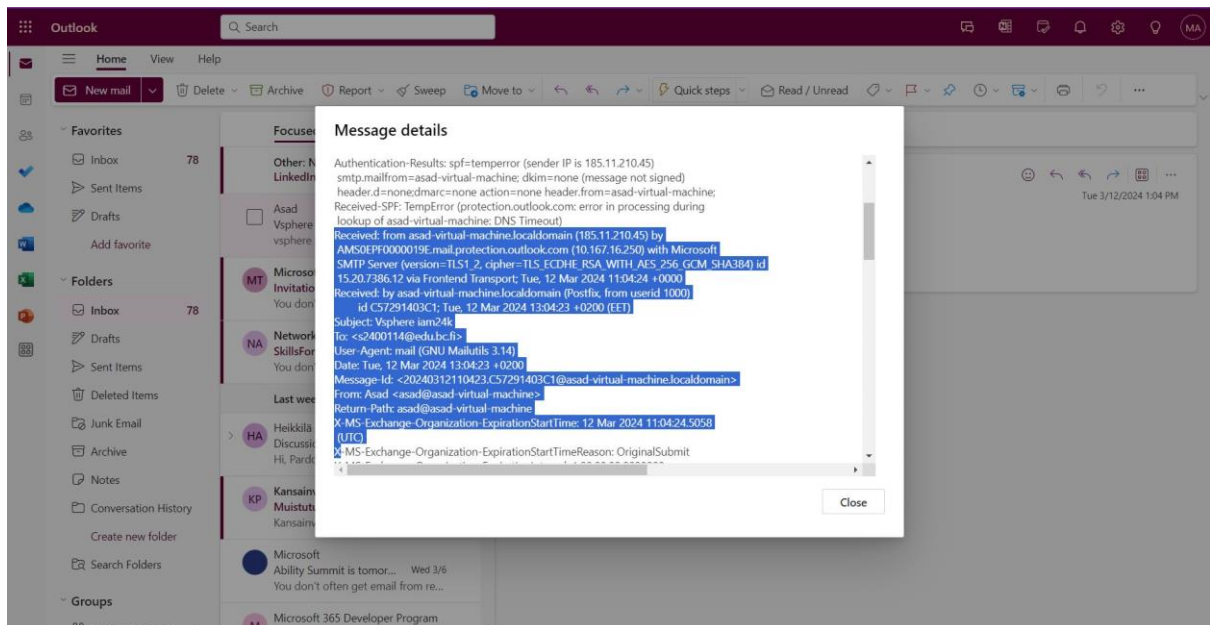 Outlook
Search
MA
Home View Help
New mail Delete Archive Report Sweep Move to Quick steps Read / Unread
Favorites
Inbox 78
Sent Items
Drafts
Add favorite
Folders
Inbox 78
Drafts
Sent Items
Deleted Items
Junk Email
Archive
Notes
Conversation History
Create new folder
Search Folders
Groups
Focused
Other: N
LinkedIn
Asad
Vsphere
vsphere
MT
Microso
Invitatio
You don'
NA
Network
SkillsFor
You don'
Last wee
HA
Heikkilä
Discussi
Hi, Pard
KP
Kansain
Muistut
Kansain
Microsoft
Ability Summit is tomor... Wed 3/6
You don't often get email from re...
Microsoft 365 Developer Program
Message details
Authentication-Results: spf=temperror (sender IP is 185.11.210.45)
smtp.mailfrom=asad-virtual-machine; dkim=none (message not signed)
header.d=none;dmarc=none action=none header.from=asad-virtual-machine;
Received-SPF: TempError (protection.outlook.com: error in processing during
lookup of asad-virtual-machine: DNS Timeout)
Received: from asad-virtual-machine.localdomain (185.11.210.45) by
AMS0EPF0000019E.mail.protection.outlook.com (10.167.16.250) with Microsoft
SMTP Server (version=TLS1_2, cipher=TLS_ECDHE_RSA_WITH_AES_256_GCM_SHA384) id
15.20.7386.12 via Frontend Transport; Tue, 12 Mar 2024 11:04:24 +0000
Received: by asad-virtual-machine.localdomain (Postfix, from userid 1000)
id C57291403C1; Tue, 12 Mar 2024 13:04:23 +0200 (EET)
Subject: Vsphere iam24k
To: <s2400114@edu.bc.fi>
User-Agent: mail (GNU Mailutils 3.14)
Date: Tue, 12 Mar 2024 13:04:23 +0200
Message-Id: <20240312110423.C57291403C1@asad-virtual-machine.localdomain>
From: Asad <asad@asad-virtual-machine>
Return-Path: asad@asad-virtual-machine
X-MS-Exchange-Organization-ExpirationStartTime: 12 Mar 2024 11:04:24.5058
(UTC)
X-MS-Exchange-Organization-ExpirationStartTimeReason: OriginalSubmit
Close
Tue 3/12/2024 1:04 PM